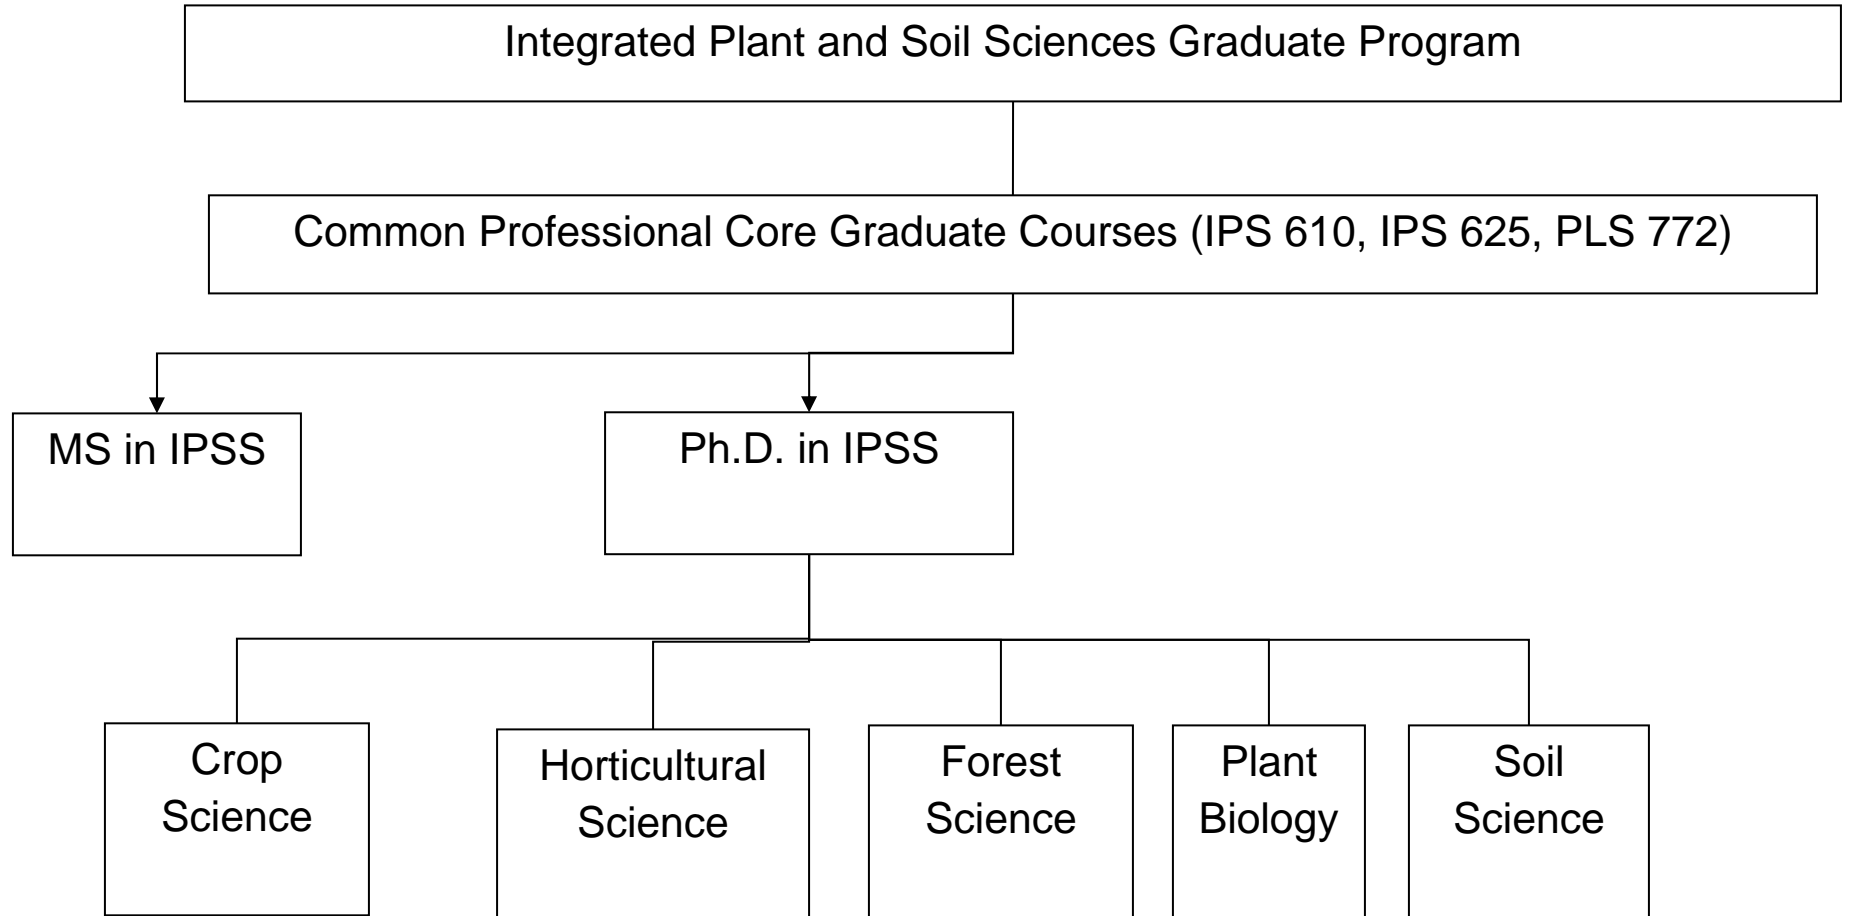 Integrated Plant and Soil Sciences Graduate Program
Common Professional Core Graduate Courses (IPS 610, IPS 625, PLS 772)
MS in IPSS
Ph.D. in IPSS
Crop
Science
Horticultural
Science
Forest
Science
Plant
Biology
Soil
Science